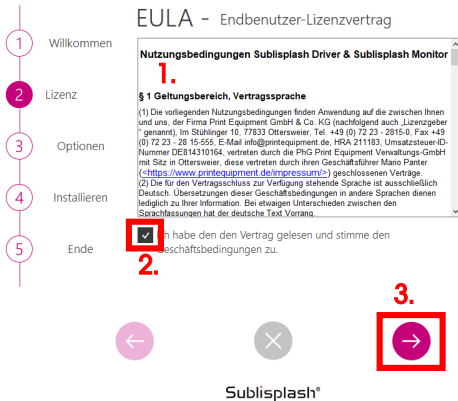 EULA - Endbenutzer-Lizenzvertrag
1 Willkommen
2 Lizenz
3 Optionen
4 Installieren
5 Ende
Nutzungsbedingungen Sublisplash Driver & Sublisplash Monitor
1.
§ 1 Geltungsbereich, Vertragssprache
(1) Die vorliegenden Nutzungsbedingungen finden Anwendung auf die zwischen Ihnen
und uns, der Firma Print Equipment GmbH & Co. KG (nachfolgend auch „Lizenzgeber
" genannt), Im Stühlinger 10, 77833 Ottersweier, Tel. +49 (0) 72 23 - 2815-0, Fax +49
(0) 72 23 - 28 15-555, E-Mail info@printequipment.de, HRA 211183, Umsatzsteuer-ID-
Nummer DE814310164, vertreten durch die PhG Print Equipment Verwaltungs-GmbH
mit Sitz in Ottersweier, diese vertreten durch ihren Geschäftsführer Mario Panter
(<https://www.printequipment.de/impressum/>) geschlossenen Verträge.
(2) Die für den Vertragsschluss zur Verfügung stehende Sprache ist ausschließlich
Deutsch. Übersetzungen dieser Geschäftsbedingungen in andere Sprachen dienen
lediglich zu Ihrer Information. Bei etwaigen Unterschieden zwischen den
Sprachfassungen hat der deutsche Text Vorrang.
Ich habe den den Vertrag gelesen und stimme den
Geschäftsbedingungen zu.
2.
3.
Sublisplash®